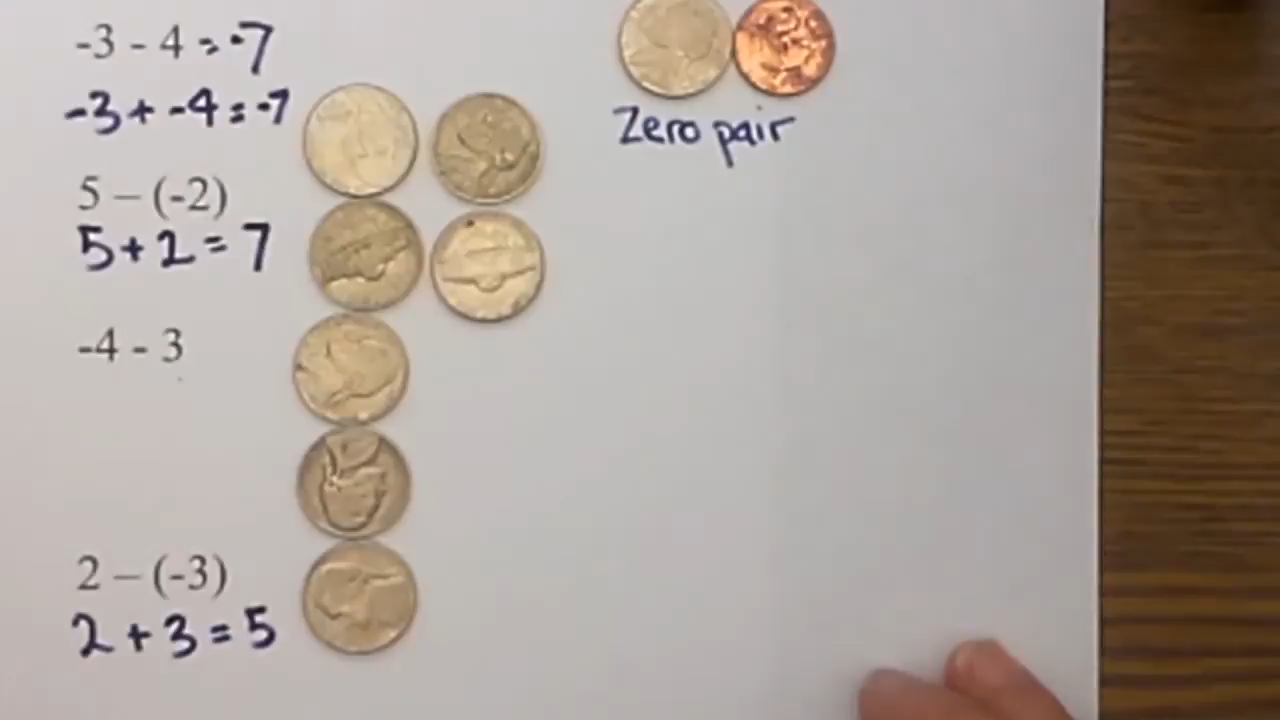 -3 - 4 = -7
-3 + -4 = -7
Zero pair
5 – (-2)
5 + 2 = 7
-4 - 3
2 – (-3)
2 + 3 = 5